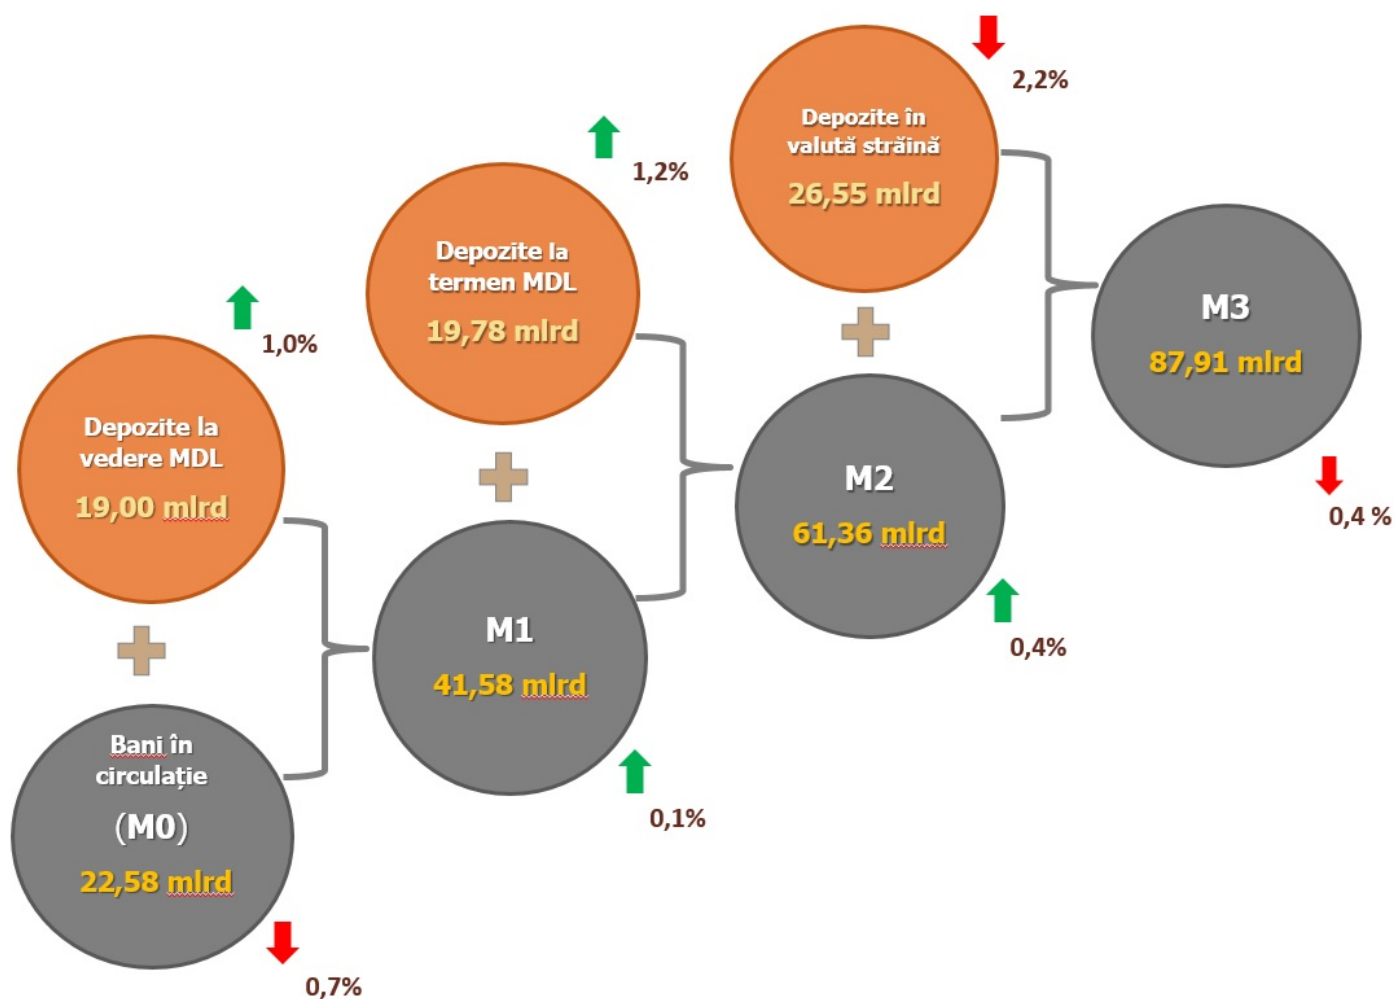 2,2%
Depozite în
valută străină
26,55 mlrd
1,2%
Depozite la
termen MDL
19,78 mlrd
M3
87,91 mlrd
0,4 %
1,0%
Depozite la
vedere MDL
19,00 mlrd
M2
61,36 mlrd
0,4%
M1
41,58 mlrd
0,1%
Bani în
circulație
(M0)
22,58 mlrd
0,7%